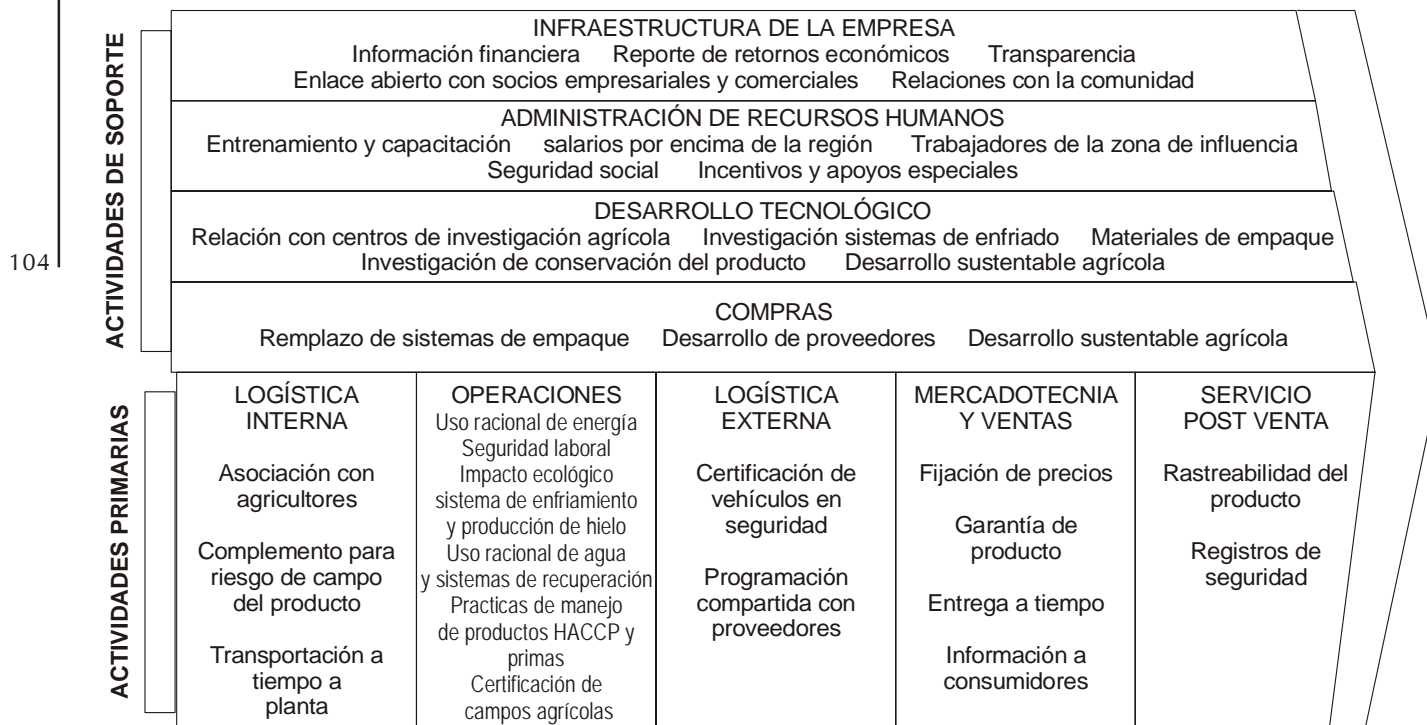 INFRAESTRUCTURA DE LA EMPRESA
Información financiera Reporte de retornos económicos Transparencia
Enlace abierto con socios empresariales y comerciales Relaciones con la comunidad
ADMINISTRACIÓN DE RECURSOS HUMANOS
Entrenamiento y capacitación salarios por encima de la región Trabajadores de la zona de influencia
Seguridad social Incentivos y apoyos especiales
DESARROLLO TECNOLÓGICO
Relación con centros de investigación agrícola Investigación sistemas de enfriado Materiales de empaque
Investigación de conservación del producto Desarrollo sustentable agrícola
COMPRAS
Remplazo de sistemas de empaque Desarrollo de proveedores Desarrollo sustentable agrícola
ACTIVIDADES DE SOPORTE
104
ACTIVIDADES PRIMARIAS
LOGÍSTICA
INTERNA
Asociación con
agricultores
Complemento para
riesgo de campo
del producto
Transportación a
tiempo a
planta
OPERACIONES
Uso racional de energía
Seguridad laboral
Impacto ecológico
sistema de enfriamiento
y producción de hielo
Uso racional de agua
y sistemas de recuperación
Practicas de manejo
de productos HACCP y
primas
Certificación de
campos agrícolas
LOGÍSTICA
EXTERNA
Certificación de
vehículos en
seguridad
Programación
compartida con
proveedores
MERCADOTECNIA
Y VENTAS
Fijación de precios
Garantía de
producto
Entrega a tiempo
Información a
consumidores
SERVICIO
POST VENTA
Rastreabilidad del
producto
Registros de
seguridad